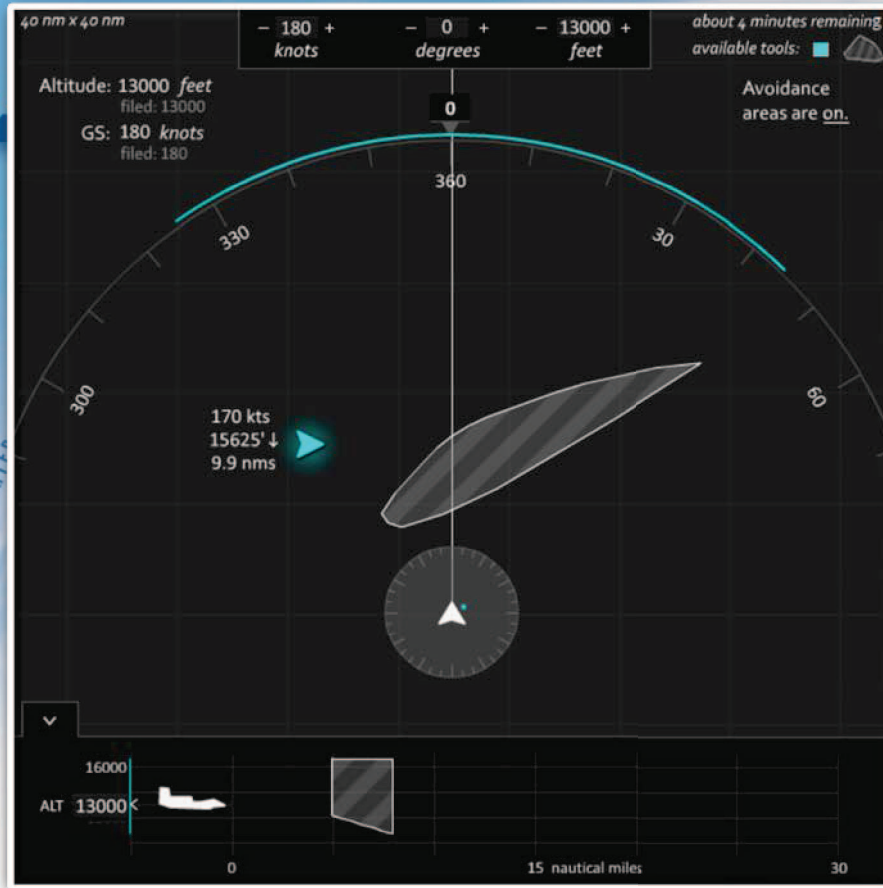 40 nm x 40 nm
− 180 +
knots
− 0 +
degrees
− 13000 +
feet
about 4 minutes remaining
available tools:
Altitude: 13000 feet
filed: 13000
GS: 180 knots
filed: 180
Avoidance
areas are on.
0
360
330
30
300
60
170 kts
15625' ↓
9.9 nms
16000
ALT 13000
0
15 nautical miles
30